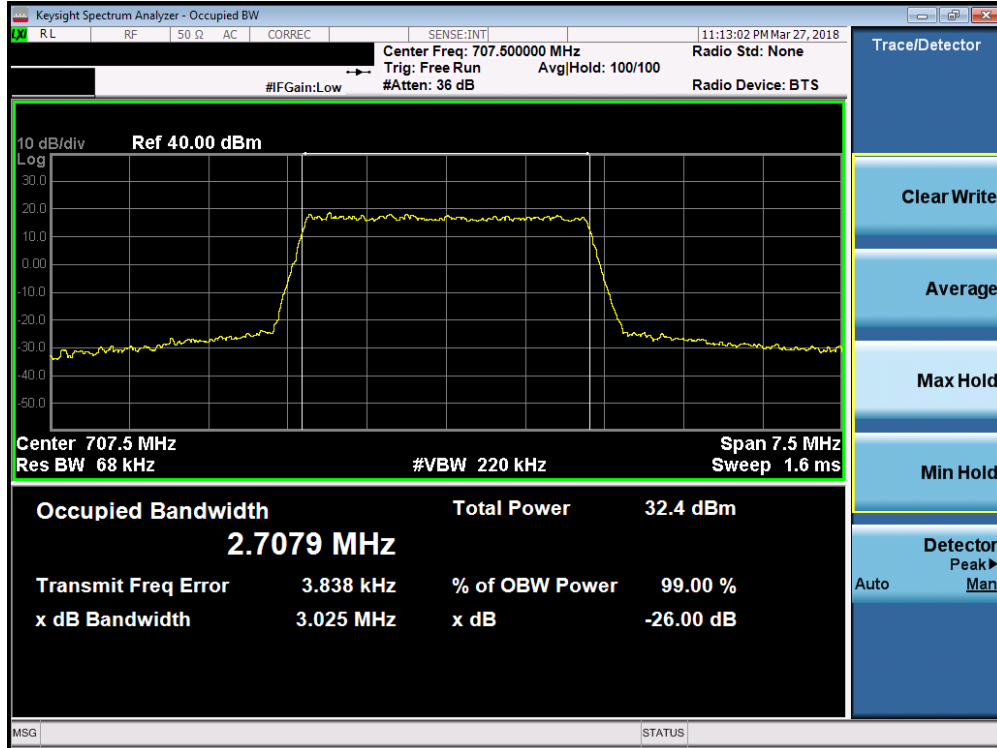 Keysight Spectrum Analyzer - Occupied BW
LXI RL RF 50 Ω AC CORREC SENSE:INT 11:13:02 PM Mar 27, 2018
Center Freq: 707.500000 MHz Radio Std: None
Trig: Free Run Avg|Hold: 100/100
#IFGain:Low #Atten: 36 dB Radio Device: BTS
Trace/Detector
10 dB/div Ref 40.00 dBm
Log
30.0
20.0
10.0
0.00
-10.0
-20.0
-30.0
-40.0
-50.0
Center 707.5 MHz Span 7.5 MHz
Res BW 68 kHz #VBW 220 kHz Sweep 1.6 ms
Occupied Bandwidth Total Power 32.4 dBm
2.7079 MHz
Transmit Freq Error 3.838 kHz % of OBW Power 99.00 %
x dB Bandwidth 3.025 MHz x dB -26.00 dB
Clear Write
Average
Max Hold
Min Hold
Detector
Peak▶
Auto Man
MSG STATUS